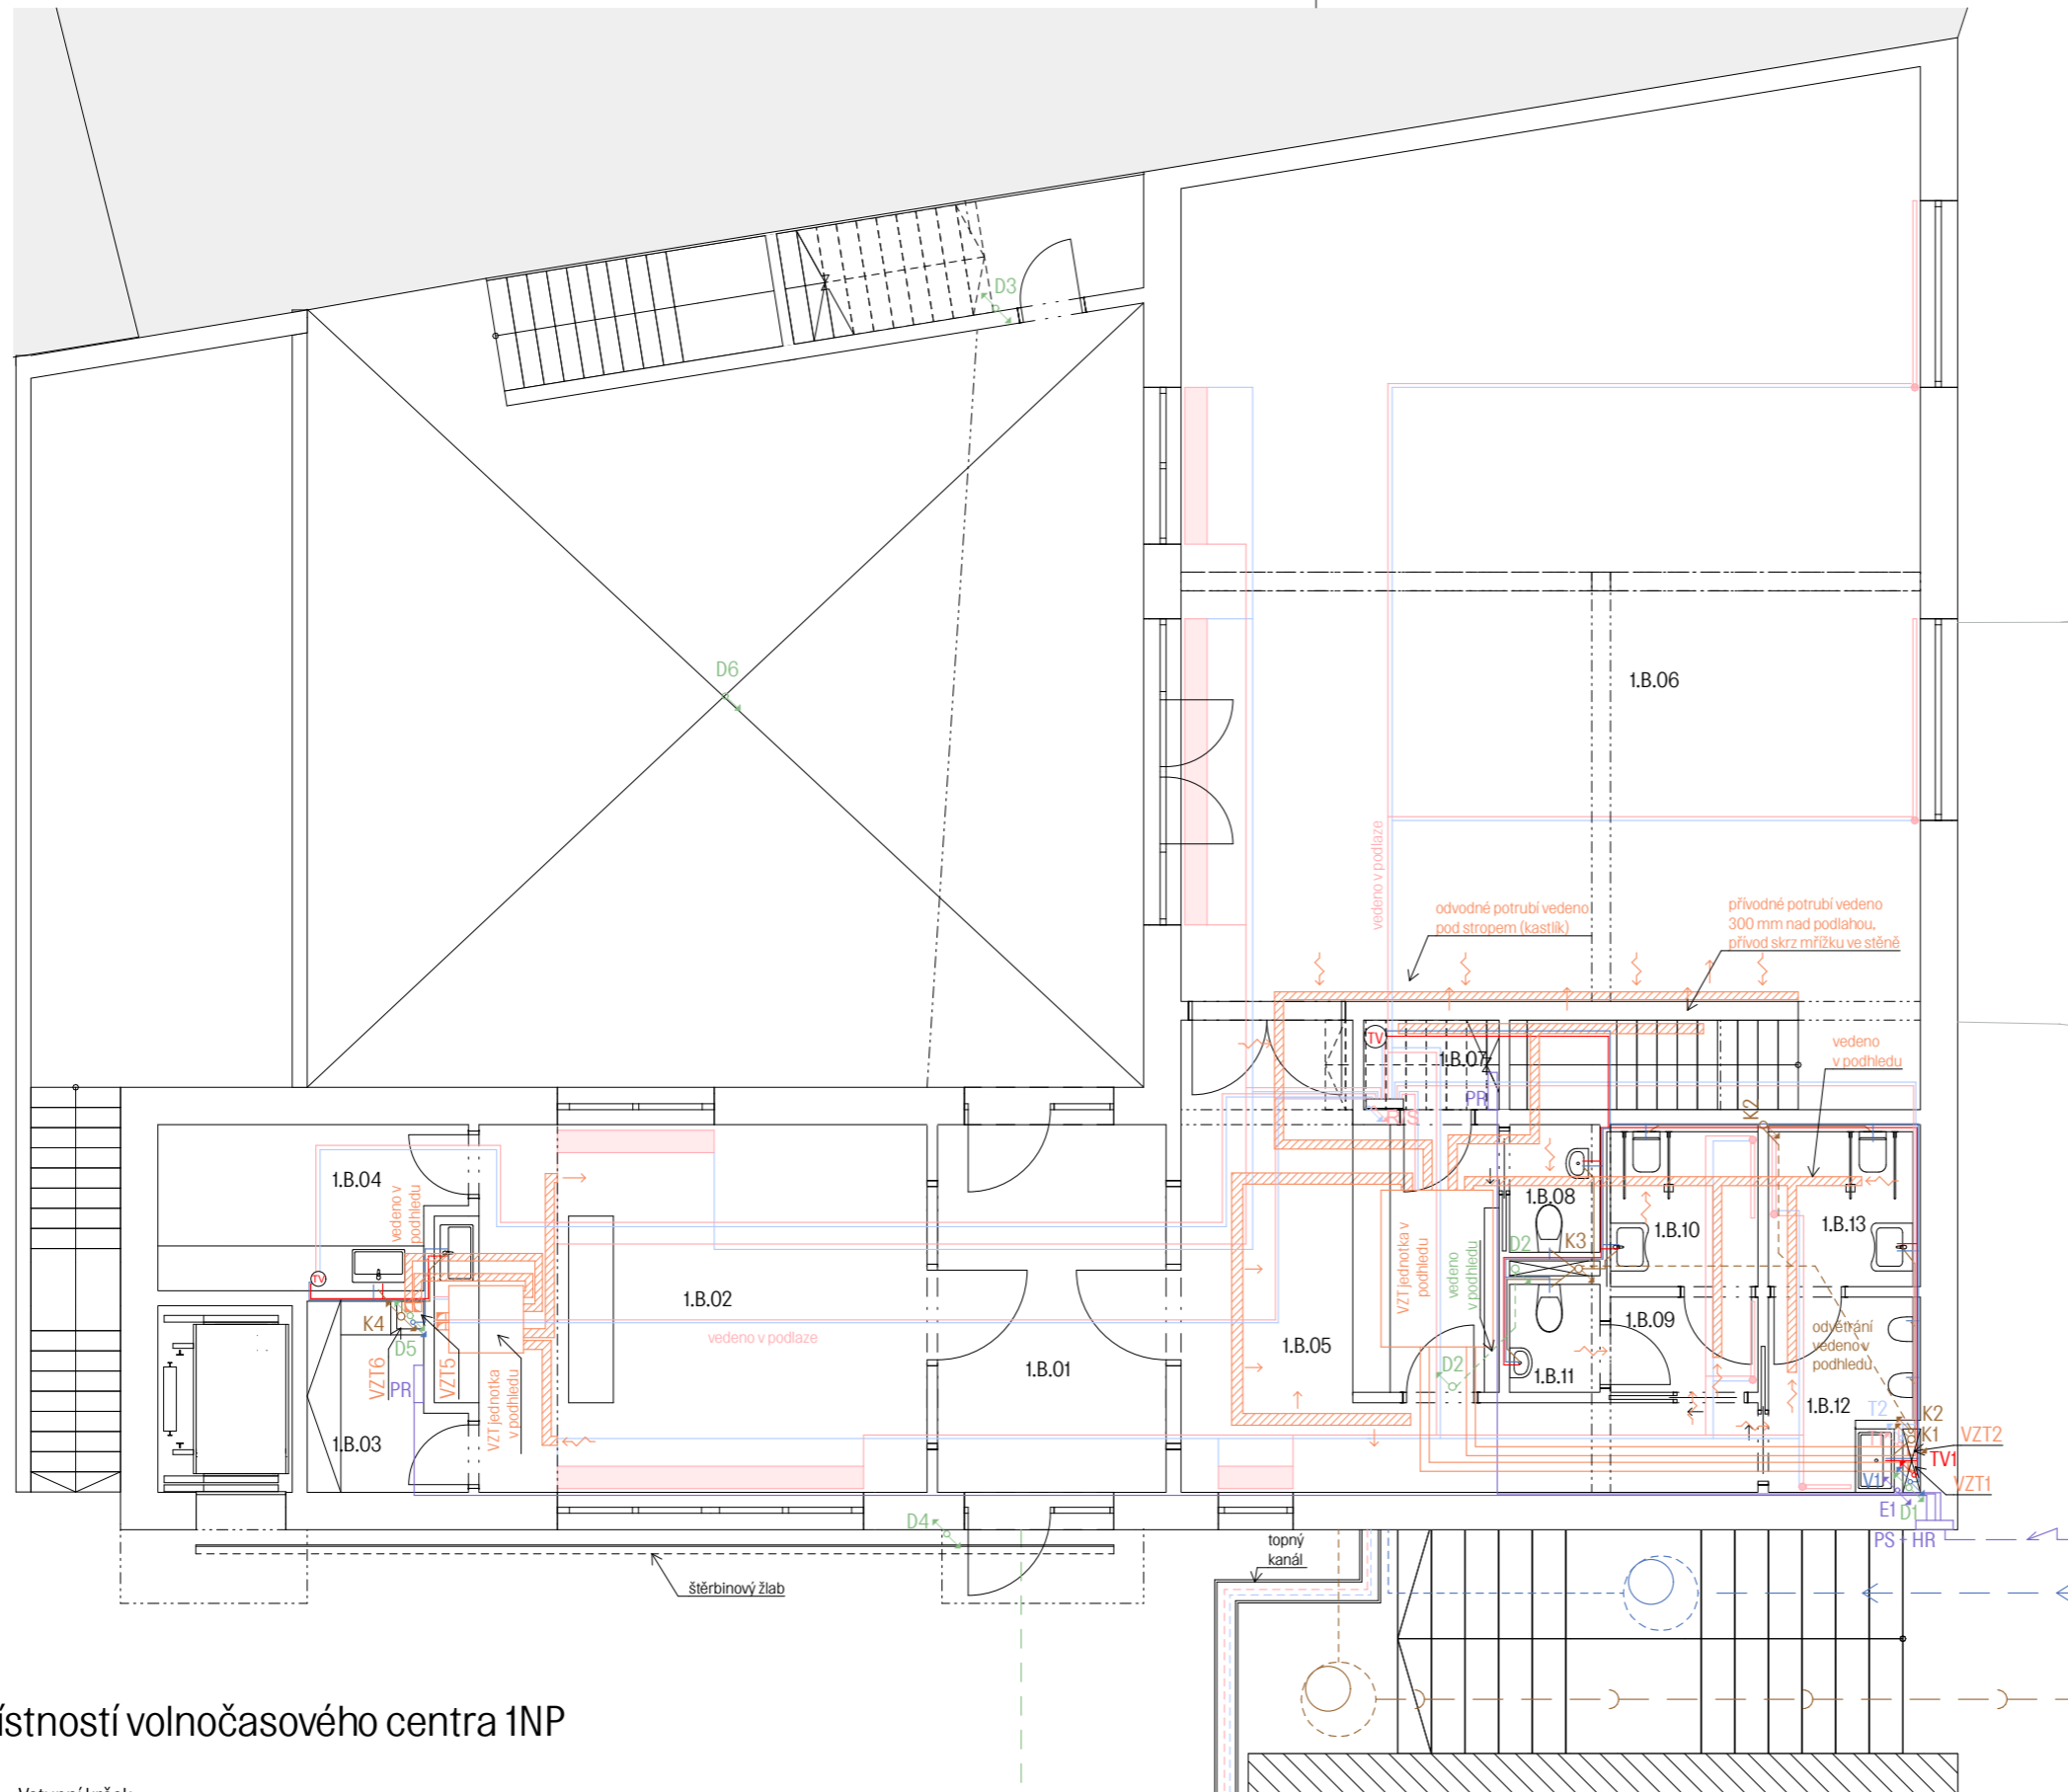 D3
D6
1.B.06
vedeno v podlaze
odvodné potrubí vedeno
pod stropem (kastlík)
přívodné potrubí vedeno
300 mm nad podlahou,
přívod skrz mřížku ve stěně
TV
1.B.07
vedeno
v podhledu
PR
K2
1.B.04
vedeno v
podhledu
1.B.08
1.B.10
1.B.13
D2
K3
VZT jednotka v
podhledu
vedeno
v podhledu
TV
1.B.02
vedeno v podlaze
K4
D5
VZT6
VZT5
PR
VZT jednotka
v podhledu
1.B.01
1.B.05
D2
1.B.09
1.B.11
odvětrání
vedeno v
podhledu
1.B.12
T2
K2
K1
VZT2
TV1
V1
VZT1
E1
D1
PS + HR
1.B.03
D4
topný
kanál
štěrbinový žlab
ístností volnočasového centra 1NP